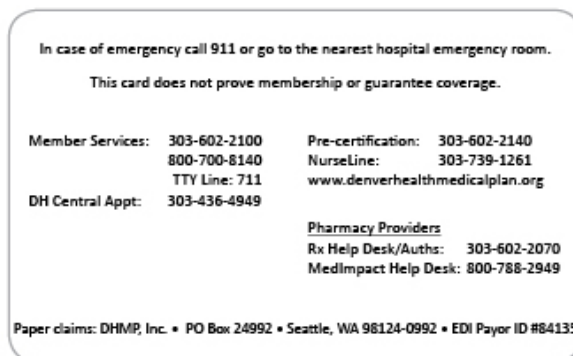 In case of emergency call 911 or go to the nearest hospital emergency room.
This card does not prove membership or guarantee coverage.
Member Services: 303-602-2100
800-700-8140
TTY Line: 711
DH Central Appt: 303-436-4949
Pre-certification: 303-602-2140
NurseLine: 303-739-1261
www.denverhealthmedicalplan.org
Pharmacy Providers
Rx Help Desk/Auths: 303-602-2070
MedImpact Help Desk: 800-788-2949
Paper claims: DHMP, Inc. • PO Box 24992 • Seattle, WA 98124-0992 • EDI Payor ID #84135